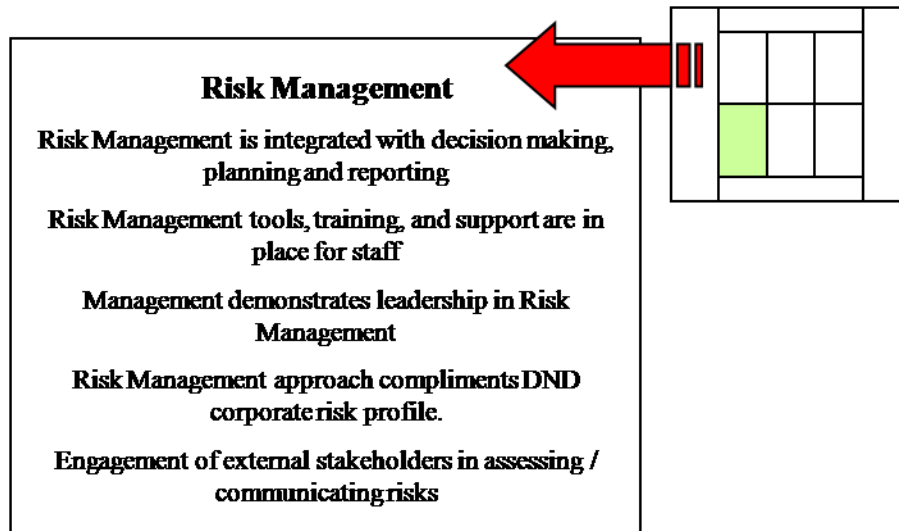 Risk Management
Risk Management is integrated with decision making,
planning and reporting
Risk Management tools, training, and support are in
place for staff
Management demonstrates leadership in Risk
Management
Risk Management approach compliments DND
corporate risk profile.
Engagement of external stakeholders in assessing /
communicating risks